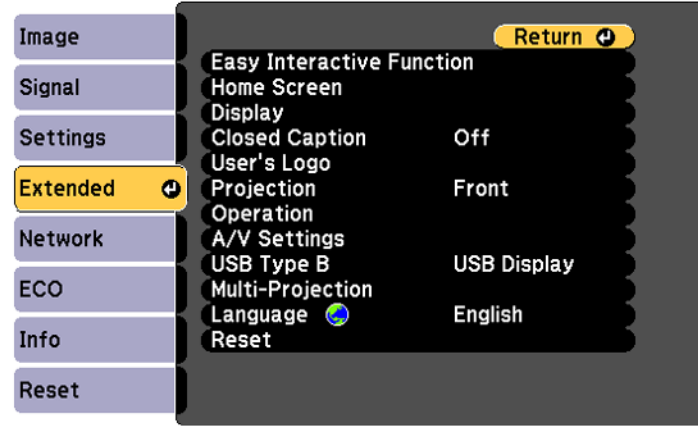 Image
Signal
Settings
Extended
Network
ECO
Info
Reset
Return
Easy Interactive Function
Home Screen
Display
Closed Caption Off
User's Logo
Projection Front
Operation
A/V Settings
USB Type B USB Display
Multi-Projection
Language English
Reset